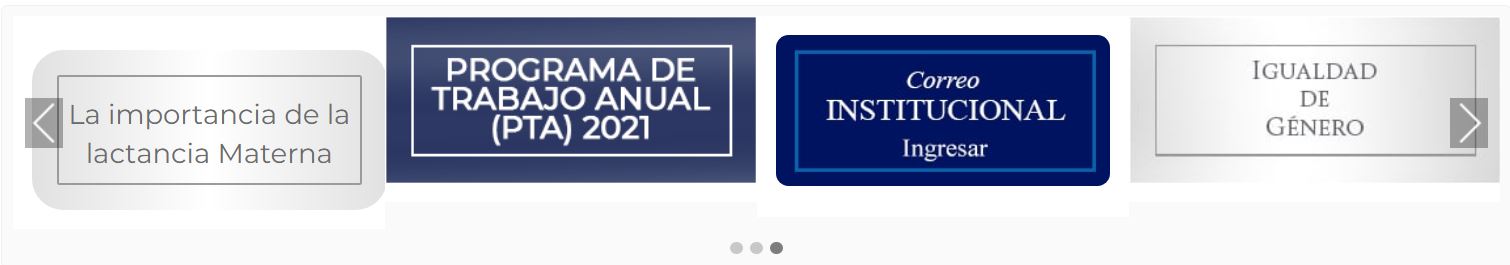 La importancia de la
lactancia Materna
PROGRAMA DE
TRABAJO ANUAL
(PTA) 2021
Correo
INSTITUCIONAL
Ingresar
IGUALDAD
DE
GÉNERO